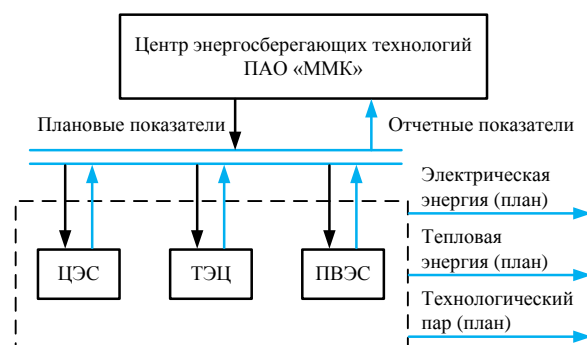 Центр энергосберегающих технологий
ПАО «ММК»
Плановые показатели
Отчетные показатели
Электрическая
энергия (план)
Тепловая
энергия (план)
Технологический
пар (план)
ЦЭС
ТЭЦ
ПВЭС